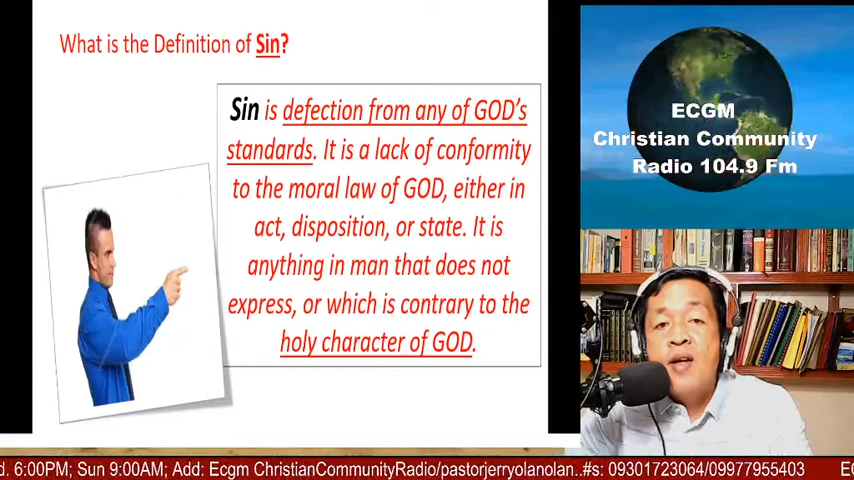 What is the Definition of Sin?
Sin is defection from any of GOD's
standards. It is a lack of conformity
to the moral law of GOD, either in
act, disposition, or state. It is
anything in man that does not
express, or which is contrary to the
holy character of GOD.
ECGM
Christian Community
Radio 104.9 Fm
d. 6:00PM; Sun 9:00AM; Add: Ecgm ChristianCommunityRadio/pastorjerryolanolan..#s: 09301723064/09977955403 EC